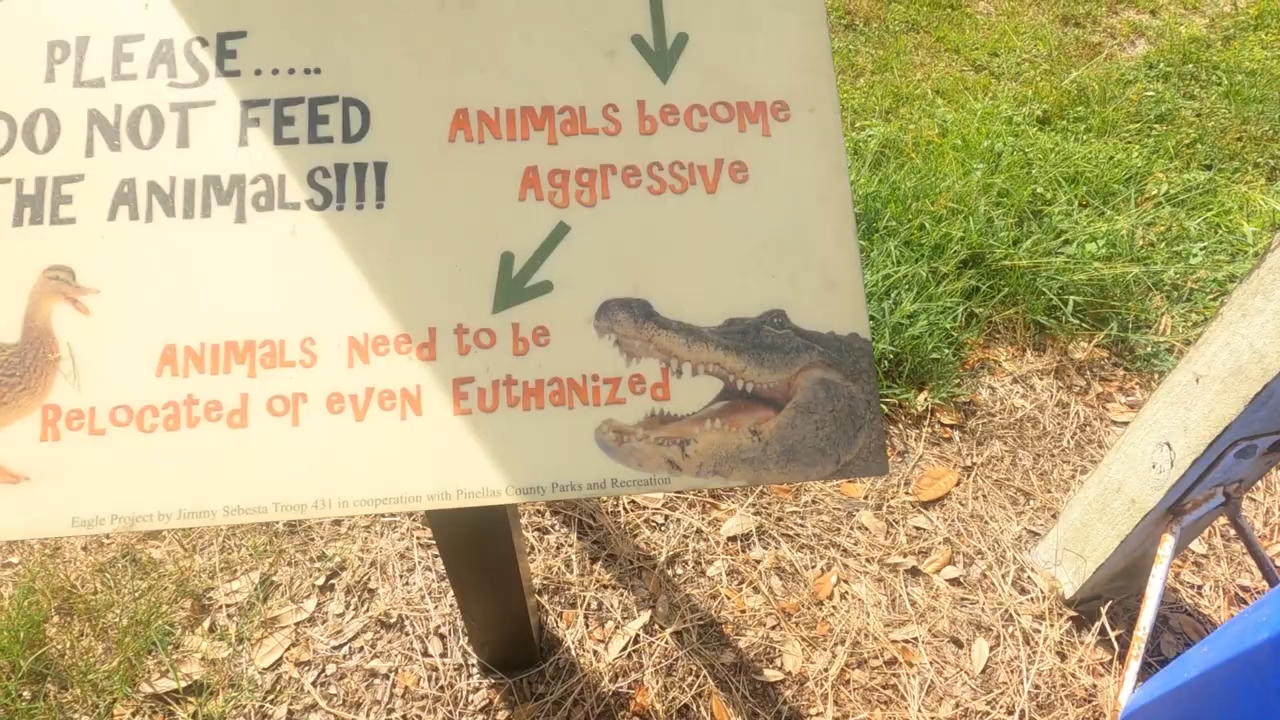 PLEASE.....
DO NOT FEED
THE ANIMALS!!!
ANIMALS become
Aggressive
ANIMALS Need to be
Relocated or even Euthanized
Eagle Project by Jimmy Sebesta Troop 431 in cooperation with Pinellas County Parks and Recreation